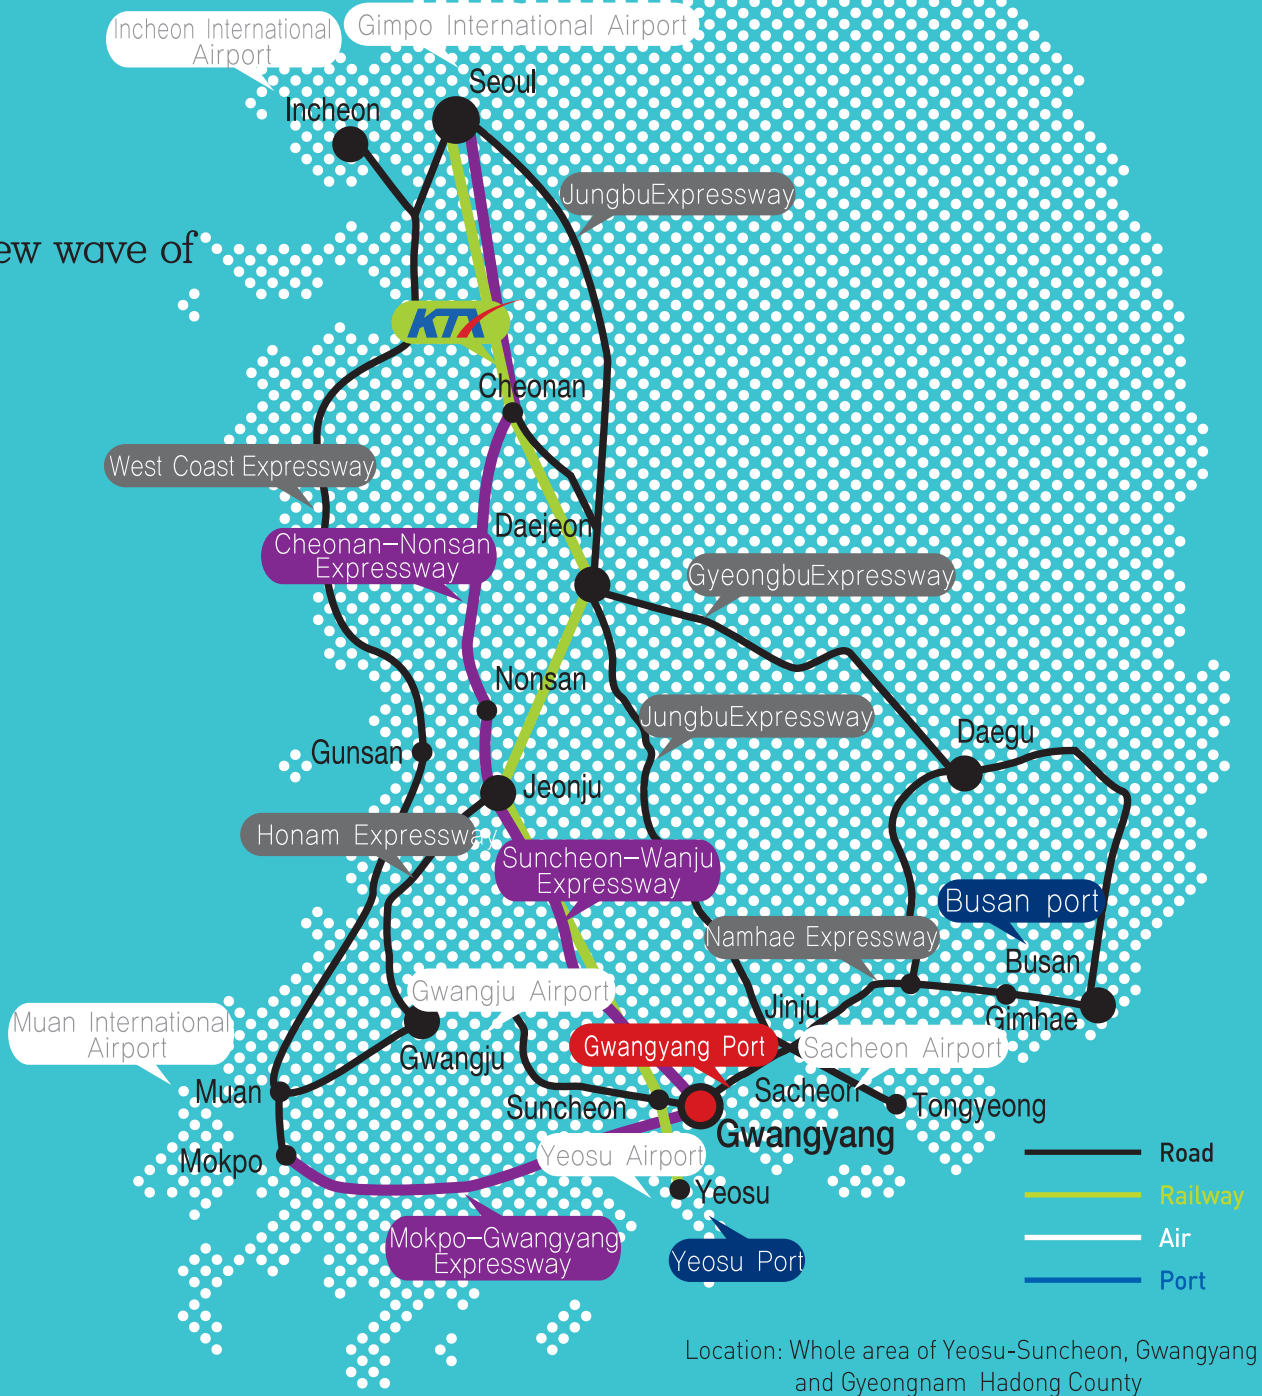 Incheon International
Airport
Gimpo International Airport
Seoul
Incheon
JungbuExpressway
ew wave of
KTX
Cheonan
West Coast Expressway
Daejeon
Cheonan-Nonsan
Expressway
GyeongbuExpressway
Nonsan
JungbuExpressway
Daegu
Gunsan
Jeonju
Honam Expressway
Suncheon-Wanju
Expressway
Busan port
Namhae Expressway
Busan
Gwangju Airport
Jinju
Gimhae
Muan International
Airport
Gwangyang Port
Sacheon Airport
Gwangju
Muan
Sacheon
Suncheon
Tongyeong
Gwangyang
Mokpo
Yeosu Airport
Yeosu
Road
Railway
Air
Port
Mokpo-Gwangyang
Expressway
Yeosu Port
Location: Whole area of Yeosu-Suncheon, Gwangyang
and Gyeongnam Hadong County